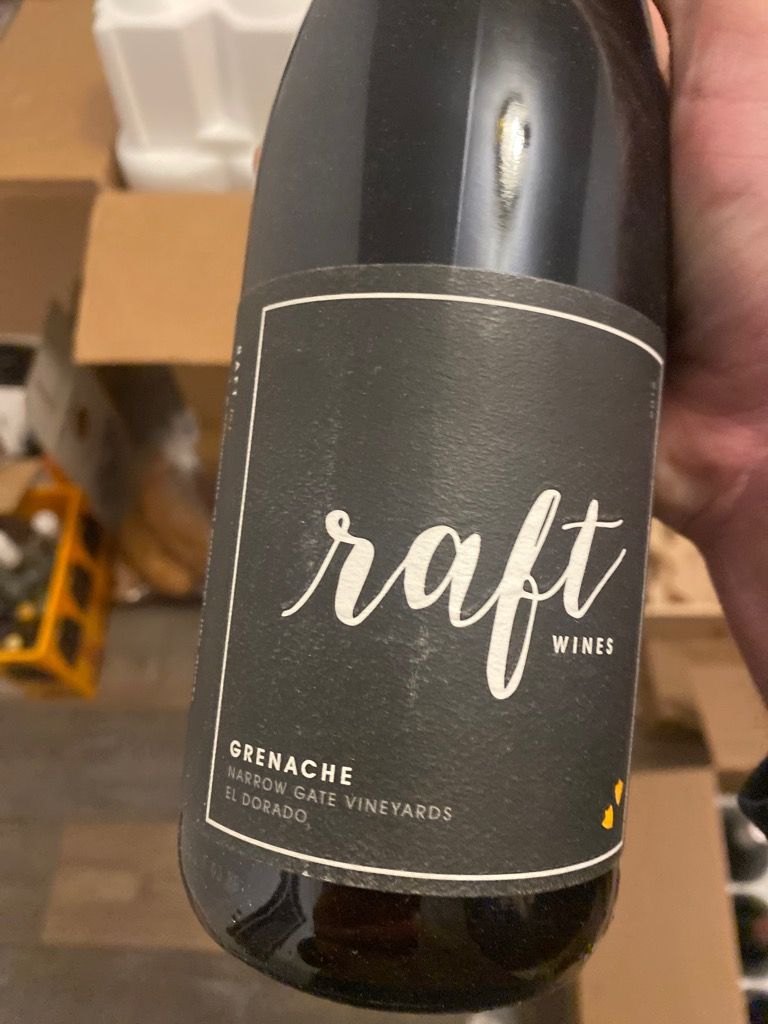 raft
WINES
GRENACHE
NARROW GATE VINEYARDS
EL DORADO